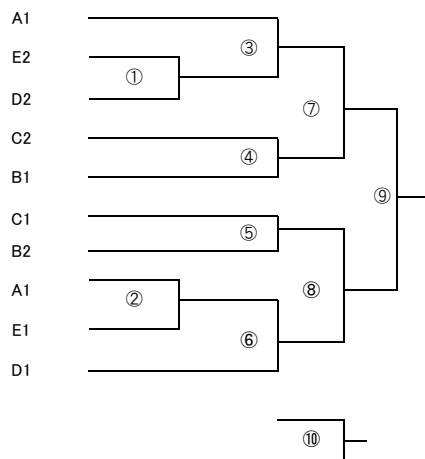 A1
③
E2
①
D2
⑦
C2
④
B1
⑨
C1
⑤
B2
A1
②
⑧
E1
⑥
D1
⑩